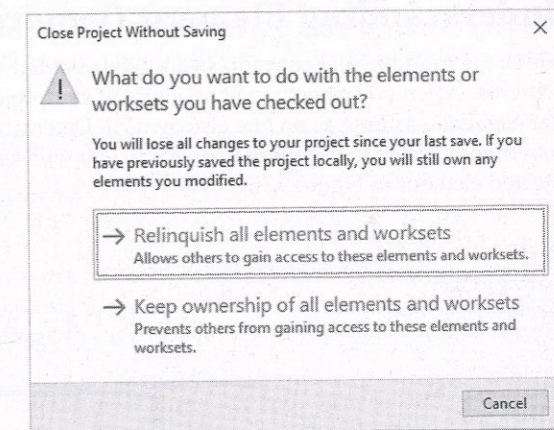 Close Project Without Saving
What do you want to do with the elements or
worksets you have checked out?
You will lose all changes to your project since your last save. If you
have previously saved the project locally, you will still own any
elements you modified.
→ Relinquish all elements and worksets
Allows others to gain access to these elements and worksets.
→ Keep ownership of all elements and worksets
Prevents others from gaining access to these elements and
worksets.
Cancel